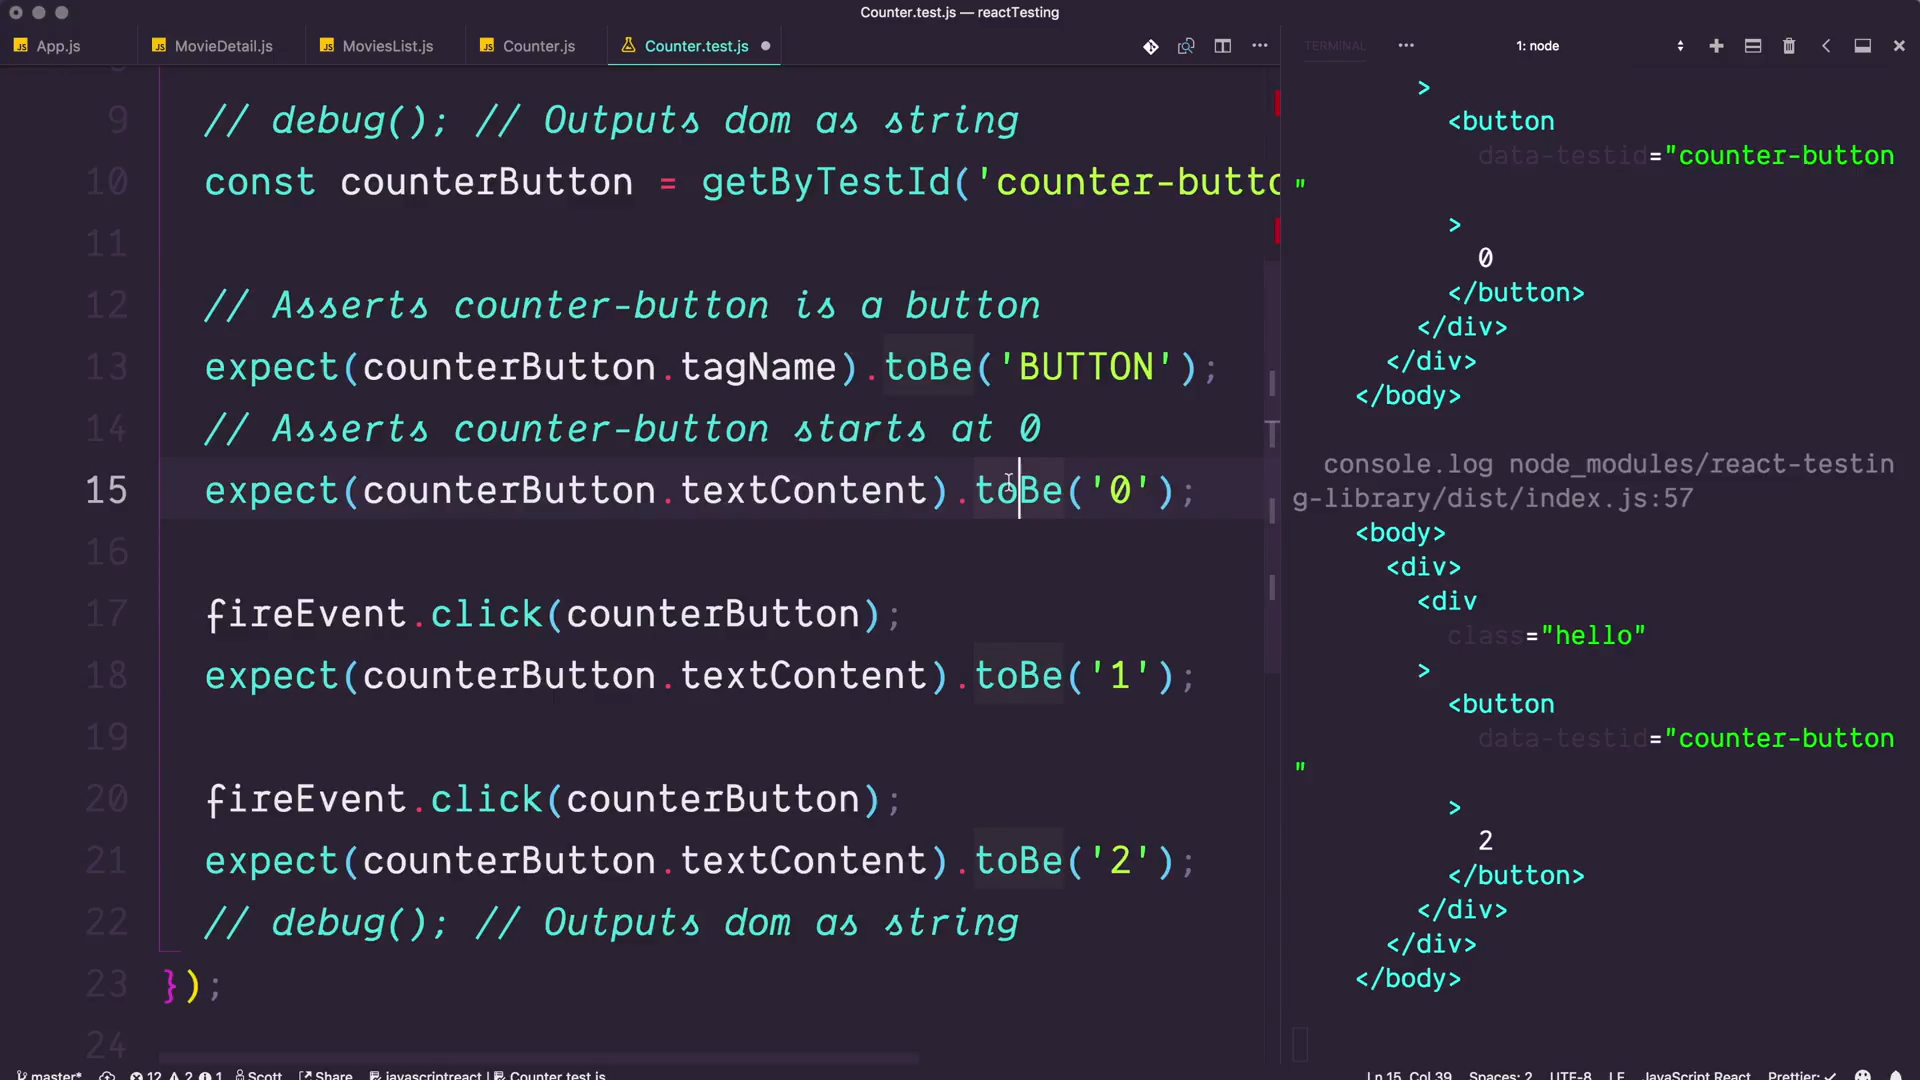 Counter.test.js — reactTesting
App.js
MovieDetail.js
MoviesList.js
Counter.js
Counter.test.js
TERMINAL
1: node
9 // debug(); // Outputs dom as string
10 const counterButton = getByTestId('counter-butto
11
12 // Asserts counter-button is a button
13 expect(counterButton.tagName).toBe('BUTTON');
14 // Asserts counter-button starts at 0
15 expect(counterButton.textContent).toBe('0');
16
17 fireEvent.click(counterButton);
18 expect(counterButton.textContent).toBe('1');
19
20 fireEvent.click(counterButton);
21 expect(counterButton.textContent).toBe('2');
22 // debug(); // Outputs dom as string
23 });
24
>
<button
data-testid="counter-button
"
>
0
</button>
</div>
</div>
</body>
console.log node_modules/react-testin
g-library/dist/index.js:57
<body>
<div>
<div
class="hello"
>
<button
data-testid="counter-button
"
>
2
</button>
</div>
</div>
</body>
master* 12 2 1 Scott Share javascriptreact | Counter.test.js Ln 15, Col 39 Spaces: 2 UTF-8 LF JavaScript React Prettier: ✓